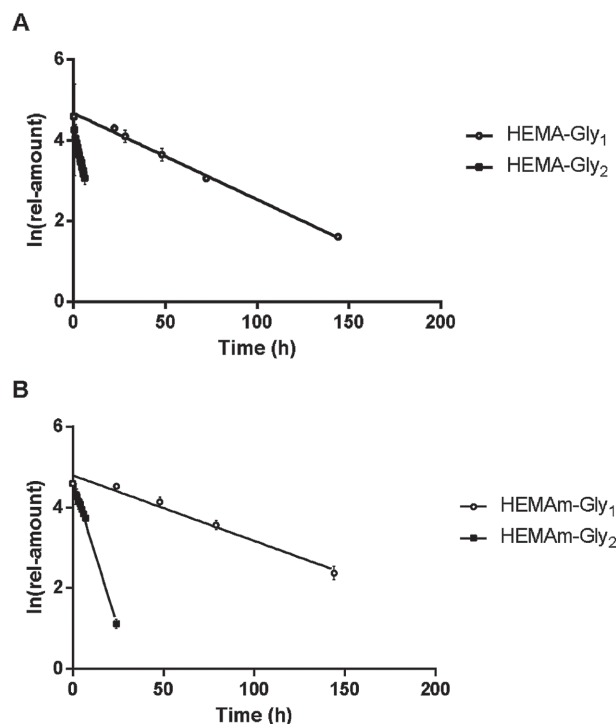 A
6
4
2
0
ln(rel-amount)
0 50 100 150 200
Time (h)
HEMA-Gly₁
HEMA-Gly₂
B
6
4
2
0
ln(rel-amount)
0 50 100 150 200
Time (h)
HEMAm-Gly₁
HEMAm-Gly₂